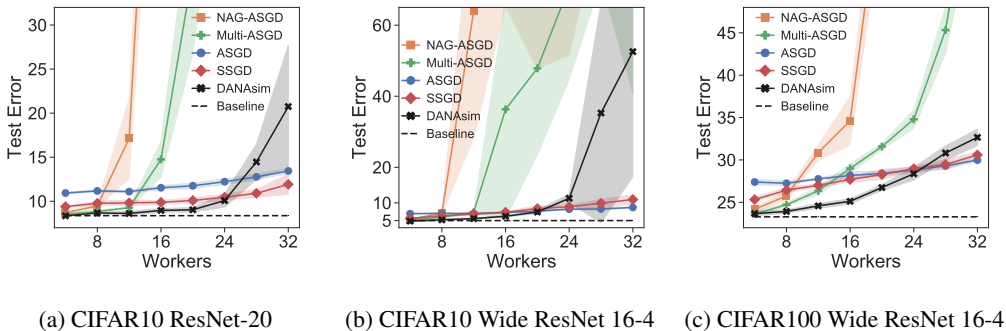 30
25
20
15
10
Test Error
NAG-ASGD
Multi-ASGD
ASGD
SSGD
DANAsim
Baseline
8 16 24 32
Workers
60
40
20
10
5
Test Error
NAG-ASGD
Multi-ASGD
ASGD
SSGD
DANAsim
Baseline
8 16 24 32
Workers
45
40
35
30
25
Test Error
NAG-ASGD
Multi-ASGD
ASGD
SSGD
DANAsim
Baseline
8 16 24 32
Workers
(a) CIFAR10 ResNet-20
(b) CIFAR10 Wide ResNet 16-4
(c) CIFAR100 Wide ResNet 16-4